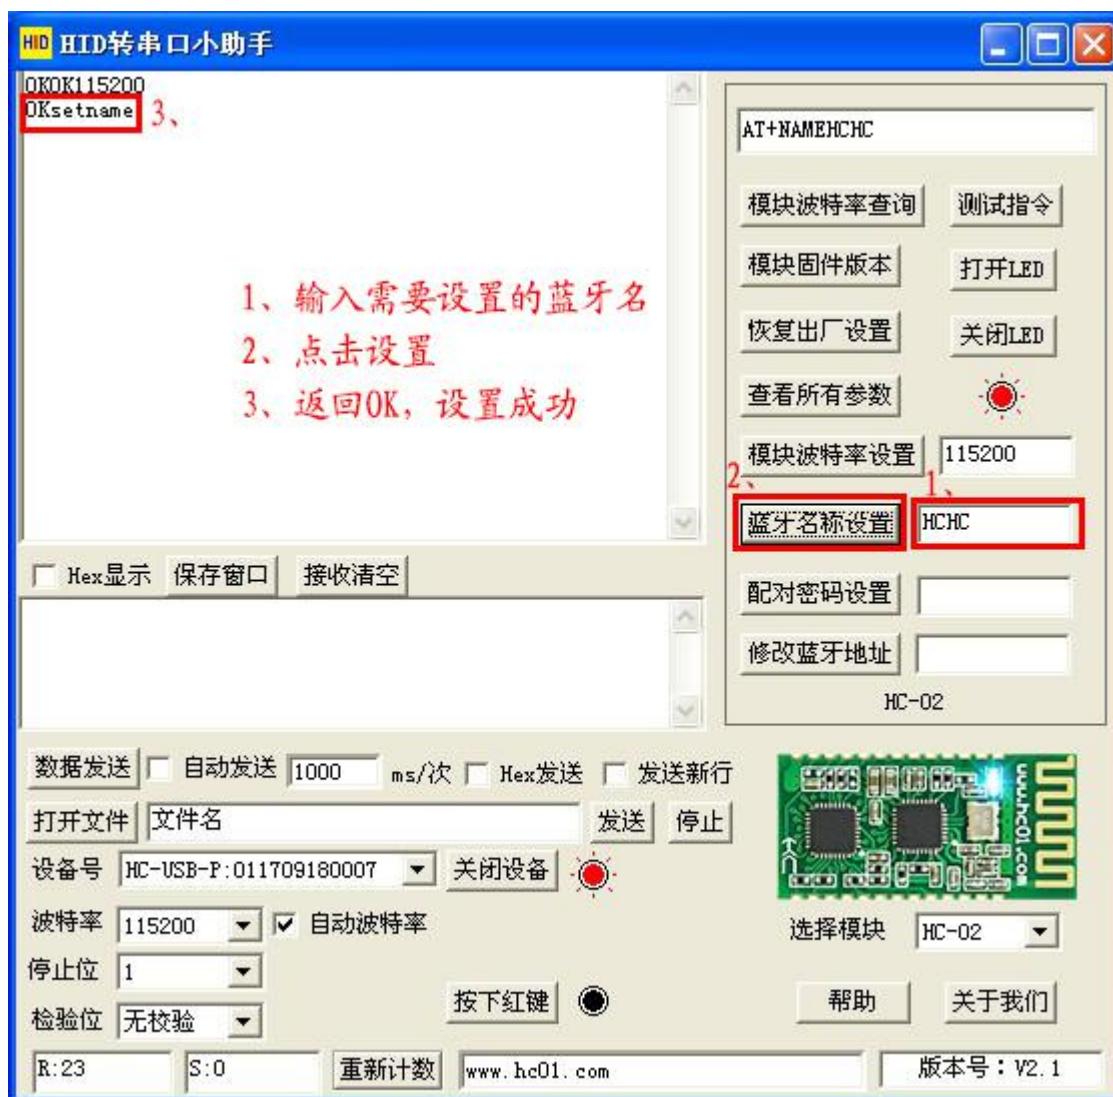 HID HID转串口小助手
OKOK115200
OKsetname 3、
1、输入需要设置的蓝牙名
2、点击设置
3、返回OK，设置成功
Hex显示 保存窗口 接收清空
AT+NAMEHCHC
模块波特率查询 测试指令
模块固件版本 打开LED
恢复出厂设置 关闭LED
查看所有参数
模块波特率设置 115200
2、 1、
蓝牙名称设置 HCHC
配对密码设置
修改蓝牙地址
HC-02
数据发送 自动发送 1000 ms/次 Hex发送 发送新行
打开文件 文件名 发送 停止
设备号 HC-USB-P:011709180007 关闭设备
波特率 115200 自动波特率
停止位 1
检验位 无校验
按下红键
www.hc01.com
HC
选择模块 HC-02
帮助 关于我们
R:23 S:0 重新计数 www.hc01.com 版本号：V2.1